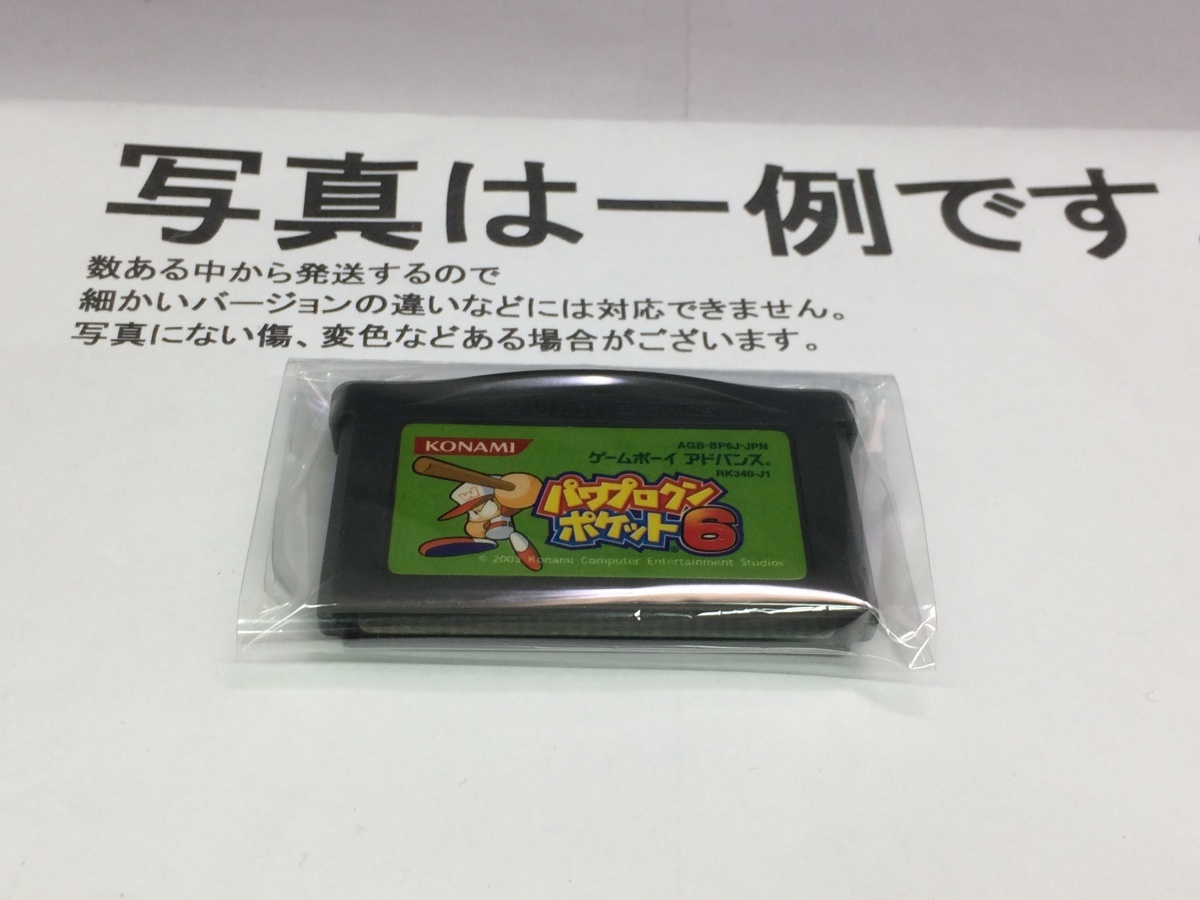 写真は一例です。
数ある中から発送するので
細かいバージョンの違いなどには対応できません。
写真にない傷、変色などある場合がございます。
KONAMI
AGB-BP6J-JPN
ゲームボーイ アドバンス®
RK340-J1
パワプロクン
ポケット6®
© 2003 Konami Computer Entertainment Studios